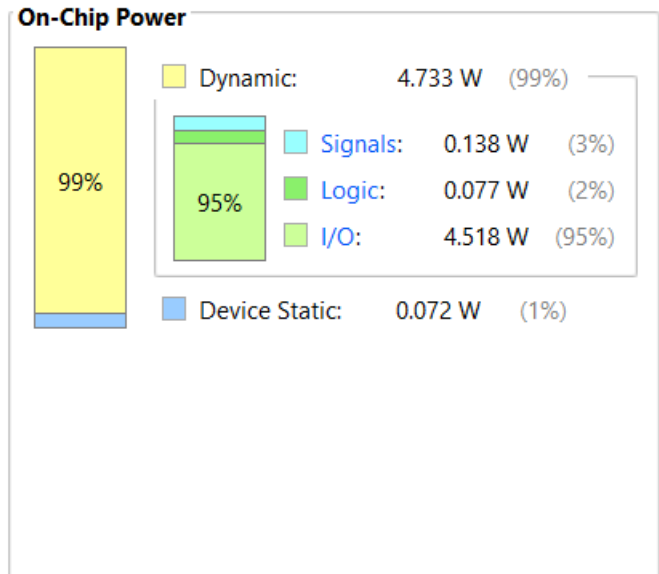 On-Chip Power
Dynamic: 4.733 W (99%)
99%
95%
Signals: 0.138 W (3%)
Logic: 0.077 W (2%)
I/O: 4.518 W (95%)
Device Static: 0.072 W (1%)